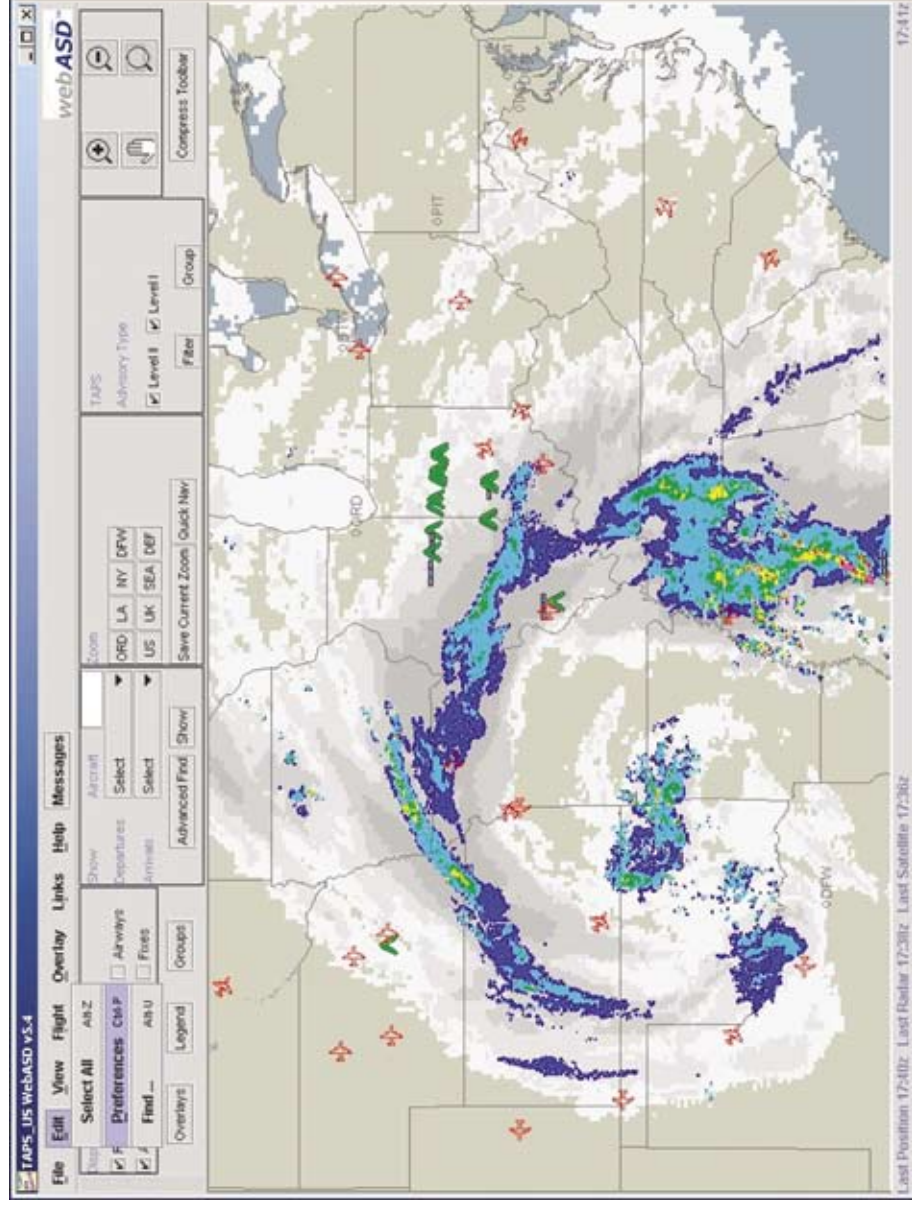 TAPS_US WebASD v5.4
File Edit View Flight Overlay Links Help Messages
webASD
Select All Alt-Z
Preferences Ctrl-P
Find ... Alt-U
Disp
F
A
Airways
Fixes
Overlays Legend Groups
Show Aircraft
Departures Select
Arrivals Select
Advanced Find Show
Zoom
ORD LA NY DFW
US UK SEA DEF
Save Current Zoom Quick Nav
TAPS
Advisory Type
Level II Level I
Filter Group
Compress Toolbar
ORD
PIT
DFW
Last Position 17:40z Last Radar 17:38z Last Satellite 17:36z
17:41z